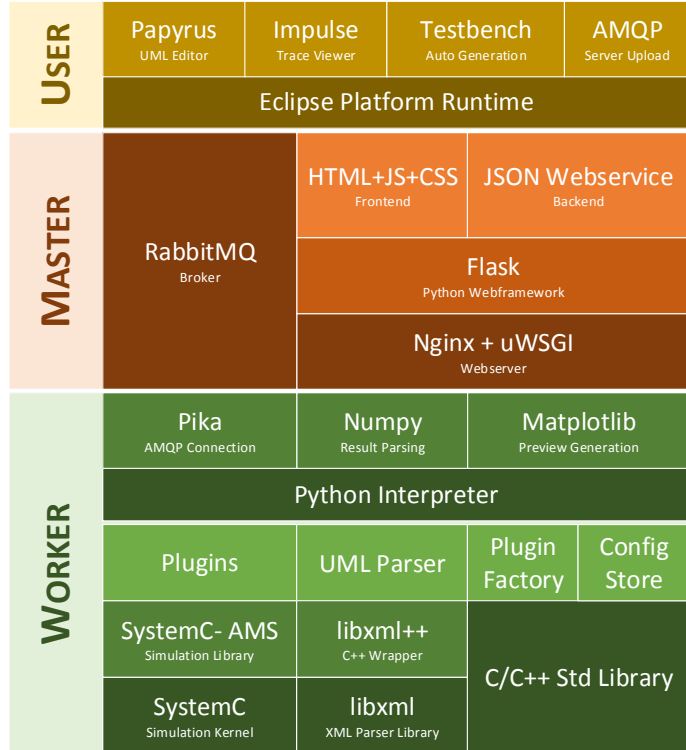 USER
Papyrus
UML Editor
Impulse
Trace Viewer
Testbench
Auto Generation
AMQP
Server Upload
Eclipse Platform Runtime
MASTER
RabbitMQ
Broker
HTML+JS+CSS
Frontend
JSON Webservice
Backend
Flask
Python Webframework
Nginx + uWSGI
Webserver
WORKER
Pika
AMQP Connection
Numpy
Result Parsing
Matplotlib
Preview Generation
Python Interpreter
Plugins
UML Parser
Plugin
Factory
Config
Store
SystemC- AMS
Simulation Library
libxml++
C++ Wrapper
C/C++ Std Library
SystemC
Simulation Kernel
libxml
XML Parser Library